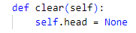 def clear(self):
    self.head = None